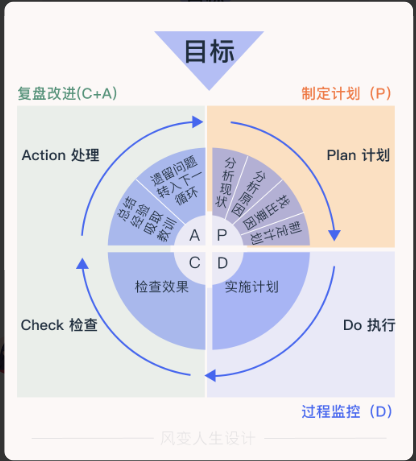 目标
复盘改进(C+A)
制定计划（P）
Action 处理
Plan 计划
总结
经验
吸取
教训
遗留问题
转入下一
循环
分析现状
分析原因
找出要因
制定计划
A
P
C
D
检查效果
实施计划
Check 检查
Do 执行
过程监控（D）
风变人生设计